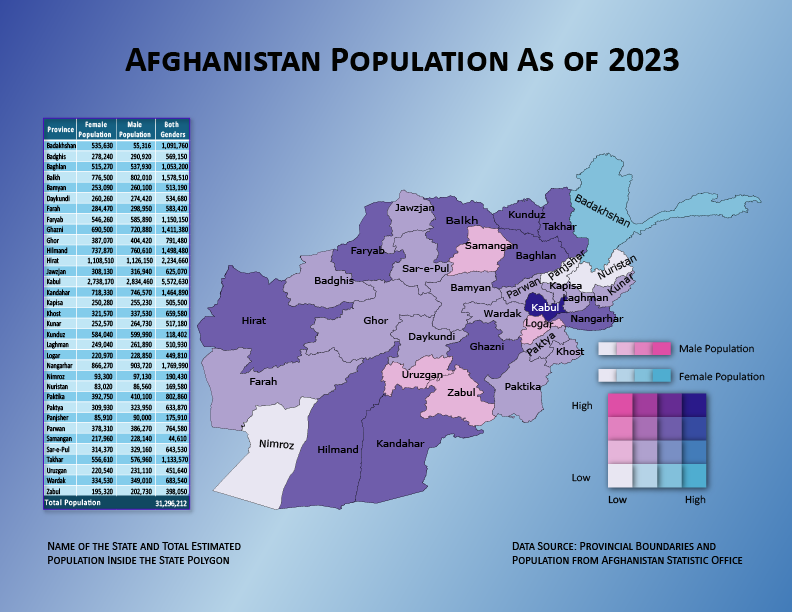 AFGHANISTAN POPULATION AS OF 2023
Province Female Population Male Population Both Genders
Badakhshan 535,630 55,316 1,091,760
Badghis 278,240 290,920 569,150
Baghlan 515,270 537,930 1,053,200
Balkh 776,500 802,010 1,578,510
Bamyan 253,090 260,100 513,190
Daykundi 260,260 274,420 534,680
Farah 284,470 298,950 583,420
Faryab 546,260 585,890 1,150,150
Ghazni 690,500 720,880 1,411,380
Ghor 387,070 404,420 791,480
Hilmand 737,870 760,610 1,498,480
Hirat 1,108,510 1,126,150 2,234,660
Jawzjan 308,130 316,940 625,070
Kabul 2,738,170 2,834,460 5,572,630
Kandahar 718,330 746,570 1,464,890
Kapisa 250,280 255,230 505,500
Khost 321,570 337,530 659,580
Kunar 252,570 264,730 517,180
Kunduz 584,040 599,990 118,402
Laghman 249,040 261,890 510,930
Logar 220,970 228,850 449,810
Nangarhar 866,270 903,720 1,769,990
Nimroz 93,300 97,130 190,430
Nuristan 83,020 86,560 169,580
Paktika 392,750 410,100 802,860
Paktya 309,930 323,950 633,870
Panjsher 85,910 90,000 175,910
Parwan 378,310 386,270 764,580
Samangan 217,960 228,140 44,610
Sar-e-Pul 314,370 329,160 643,530
Takhar 556,610 576,960 1,133,570
Uruzgan 220,540 231,110 451,640
Wardak 334,530 349,010 683,540
Zabul 195,320 202,730 398,050
Total Population 31,296,212
Badakhshan
Jawzjan
Balkh
Kunduz
Takhar
Faryab
Samangan
Baghlan
Panjsher
Nuristan
Sar-e-Pul
Badghis
Bamyan
Parwan
Kapisa
Kunar
Laghman
Kabul
Hirat
Ghor
Wardak
Nangarhar
Logar
Daykundi
Ghazni
Paktya
Khost
Farah
Uruzgan
Zabul
Paktika
Nimroz
Hilmand
Kandahar
Male Population
Female Population
High
Low
Low High
NAME OF THE STATE AND TOTAL ESTIMATED
POPULATION INSIDE THE STATE POLYGON
DATA SOURCE: PROVINCIAL BOUNDARIES AND
POPULATION FROM AFGHANISTAN STATISTIC OFFICE